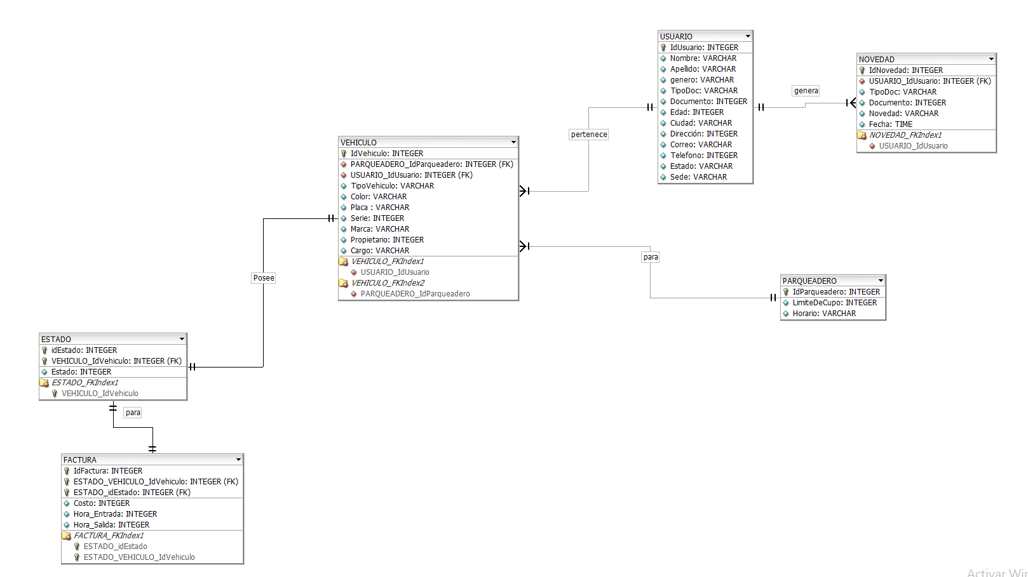 USUARIO
IdUsuario: INTEGER
Nombre: VARCHAR
Apellido: VARCHAR
genero: VARCHAR
TipoDoc: VARCHAR
Documento: INTEGER
Edad: INTEGER
Ciudad: VARCHAR
Dirección: INTEGER
Correo: VARCHAR
Telefono: INTEGER
Estado: VARCHAR
Sede: VARCHAR
genera
NOVEDAD
IdNovedad: INTEGER
USUARIO_IdUsuario: INTEGER (FK)
TipoDoc: VARCHAR
Documento: INTEGER
Novedad: VARCHAR
Fecha: TIME
NOVEDAD_FKIndex1
USUARIO_IdUsuario
pertenece
VEHICULO
IdVehiculo: INTEGER
PARQUEADERO_IdParqueadero: INTEGER (FK)
USUARIO_IdUsuario: INTEGER (FK)
TipoVehiculo: VARCHAR
Color: VARCHAR
Placa : VARCHAR
Serie: INTEGER
Marca: VARCHAR
Propietario: INTEGER
Cargo: VARCHAR
VEHICULO_FKIndex1
USUARIO_IdUsuario
VEHICULO_FKIndex2
PARQUEADERO_IdParqueadero
para
PARQUEADERO
IdParqueadero: INTEGER
LimiteDeCupo: INTEGER
Horario: VARCHAR
Posee
ESTADO
idEstado: INTEGER
VEHICULO_IdVehiculo: INTEGER (FK)
Estado: INTEGER
ESTADO_FKIndex1
VEHICULO_IdVehiculo
para
FACTURA
IdFactura: INTEGER
ESTADO_VEHICULO_IdVehiculo: INTEGER (FK)
ESTADO_idEstado: INTEGER (FK)
Costo: INTEGER
Hora_Entrada: INTEGER
Hora_Salida: INTEGER
FACTURA_FKIndex1
ESTADO_idEstado
ESTADO_VEHICULO_IdVehiculo
Activar Wir